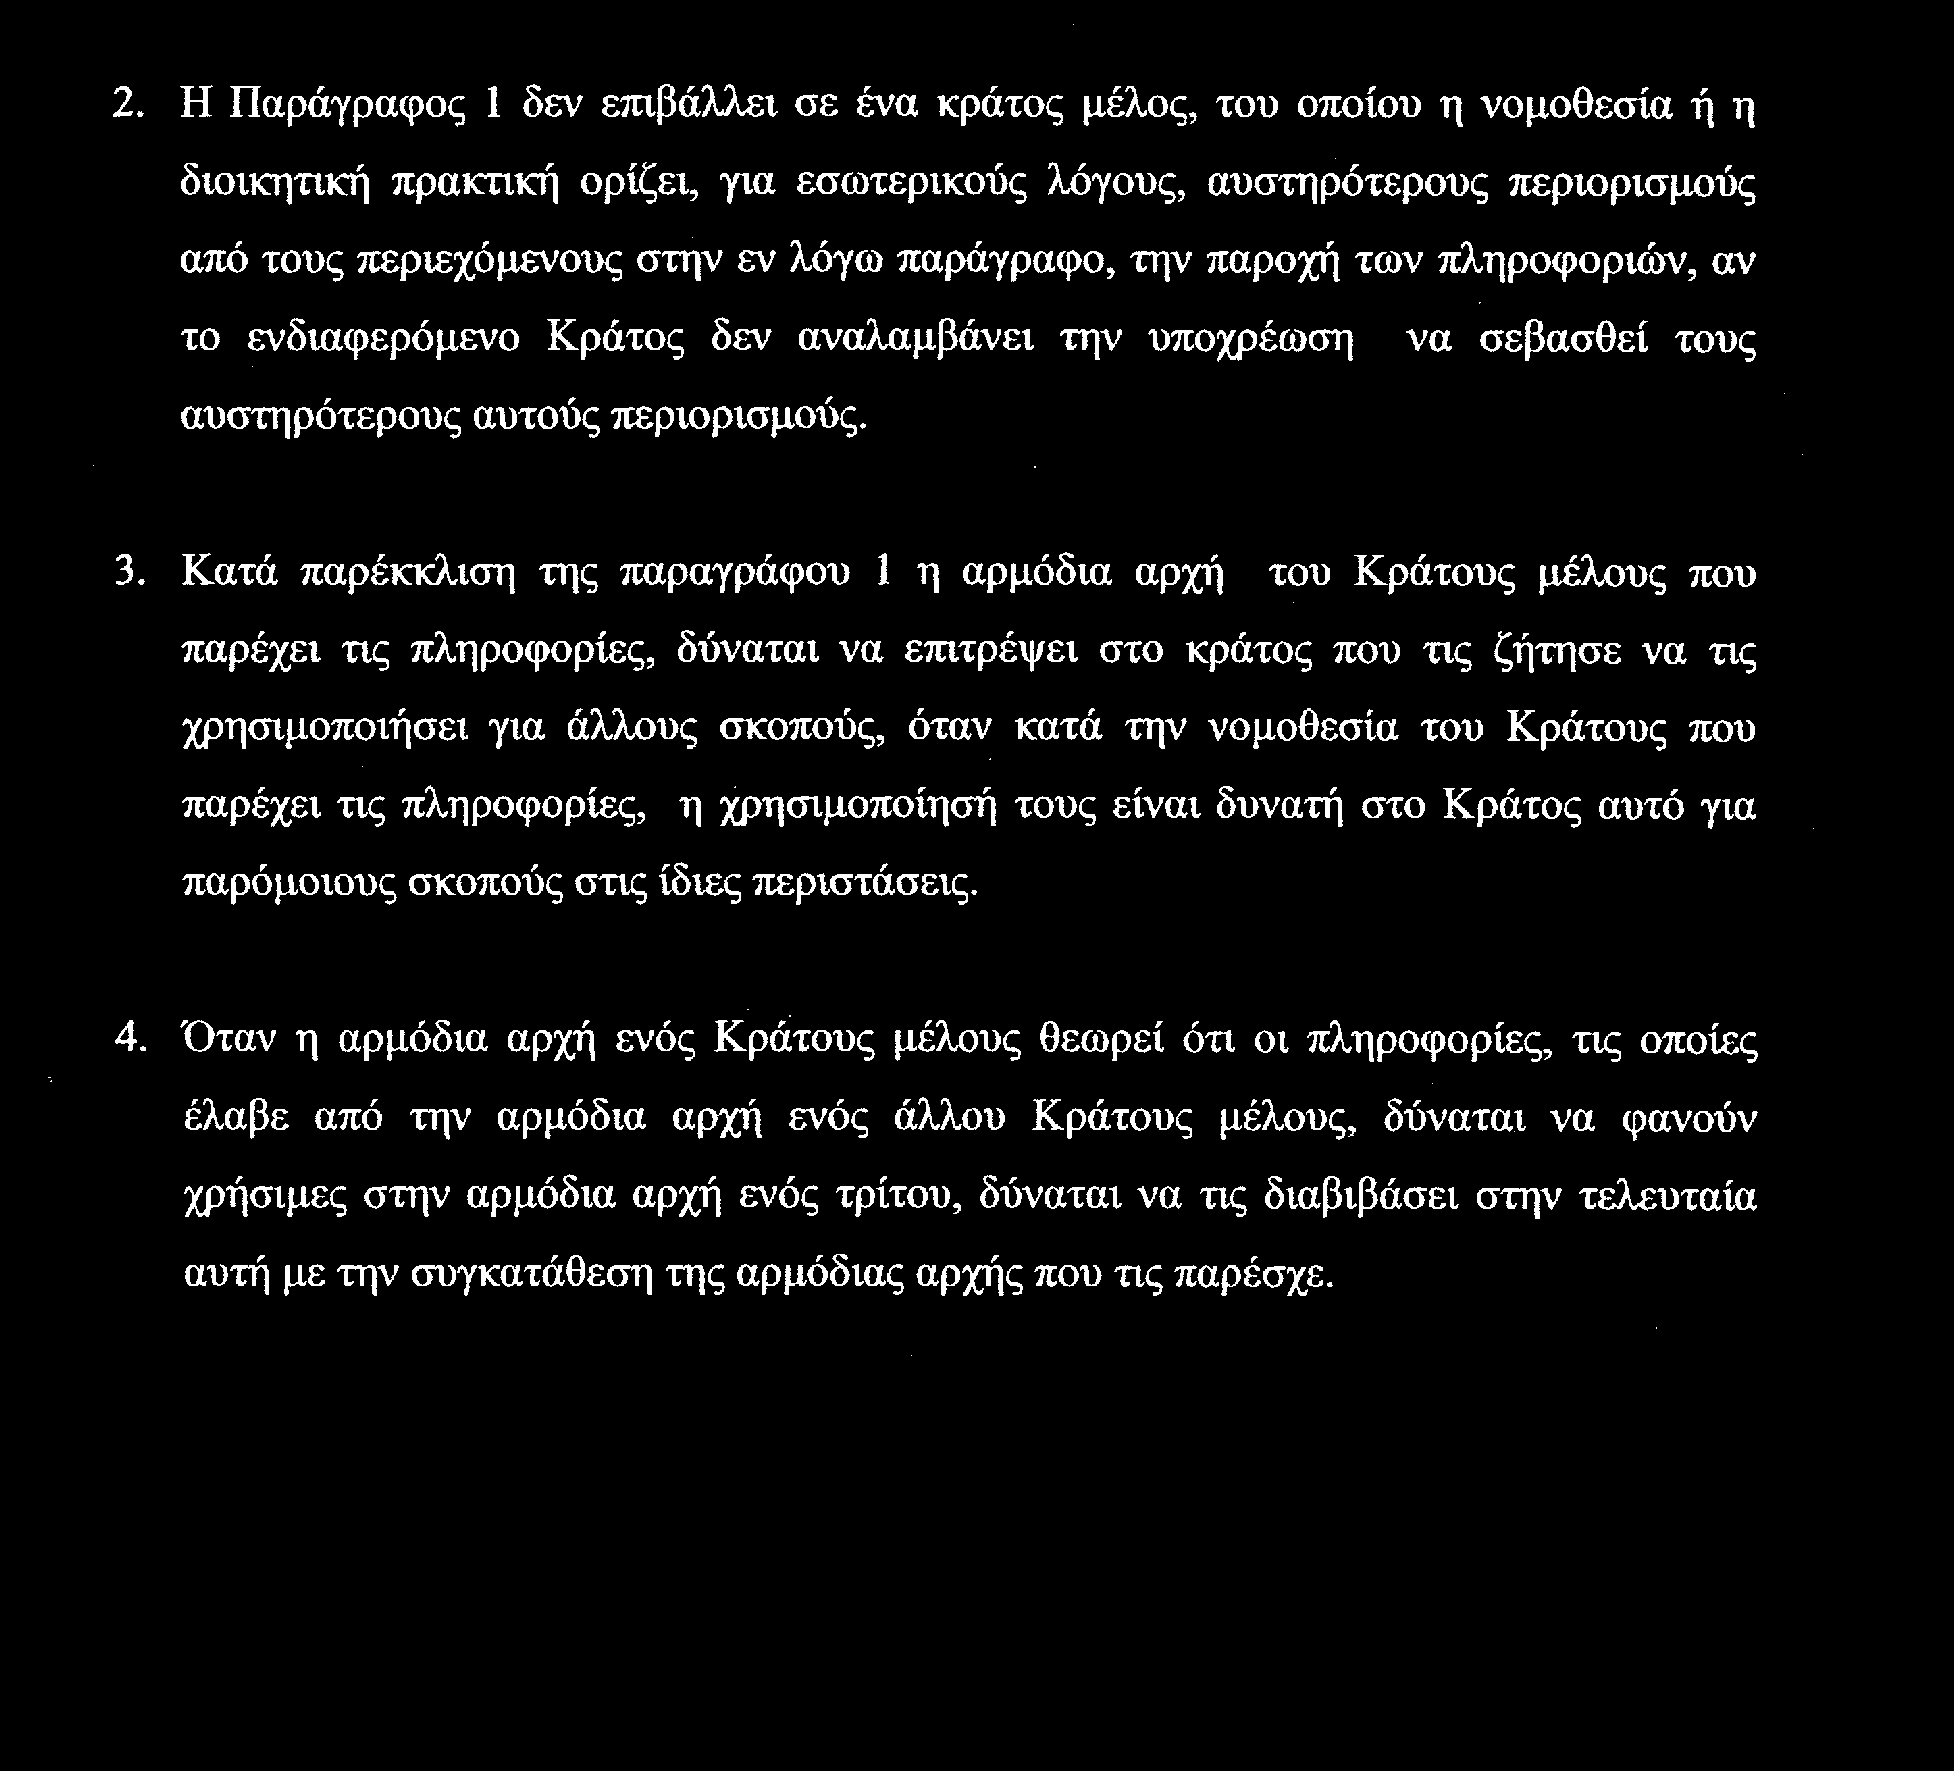 2. Η Παράγραφος 1 δεν επιβάλλει σε ένα κράτος μέλος, του οποίου η νομοθεσία ή η
διοικητική πρακτική ορίζει, για εσωτερικούς λόγους, αυστηρότερους περιορισμούς
από τους περιεχόμενους στην εν λόγω παράγραφο, την παροχή των πληροφοριών, αν
το ενδιαφερόμενο Κράτος δεν αναλαμβάνει την υποχρέωση να σεβασθεί τους
αυστηρότερους αυτούς περιορισμούς.
3. Κατά παρέκκλιση της παραγράφου 1 η αρμόδια αρχή του Κράτους μέλους που
παρέχει τις πληροφορίες, δύναται να επιτρέψει στο κράτος που τις ζήτησε να τις
χρησιμοποιήσει για άλλους σκοπούς, όταν κατά την νομοθεσία του Κράτους που
παρέχει τις πληροφορίες, η χρησιμοποίησή τους είναι δυνατή στο Κράτος αυτό για
παρόμοιους σκοπούς στις ίδιες περιστάσεις.
4. Όταν η αρμόδια αρχή ενός Κράτους μέλους θεωρεί ότι οι πληροφορίες, τις οποίες
έλαβε από την αρμόδια αρχή ενός άλλου Κράτους μέλους, δύναται να φανούν
χρήσιμες στην αρμόδια αρχή ενός τρίτου, δύναται να τις διαβιβάσει στην τελευταία
αυτή με την συγκατάθεση της αρμόδιας αρχής που τις παρέσχε.